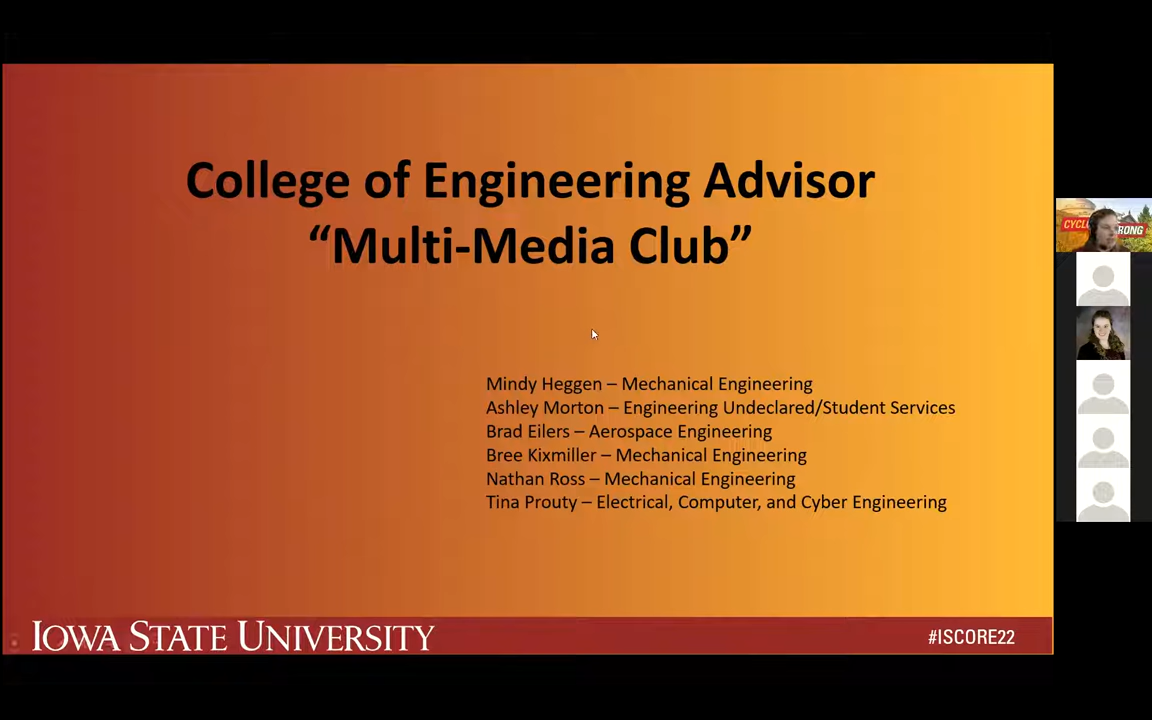 College of Engineering Advisor
“Multi-Media Club”
Mindy Heggen – Mechanical Engineering
Ashley Morton – Engineering Undeclared/Student Services
Brad Eilers – Aerospace Engineering
Bree Kixmiller – Mechanical Engineering
Nathan Ross – Mechanical Engineering
Tina Prouty – Electrical, Computer, and Cyber Engineering
IOWA STATE UNIVERSITY
#ISCORE22